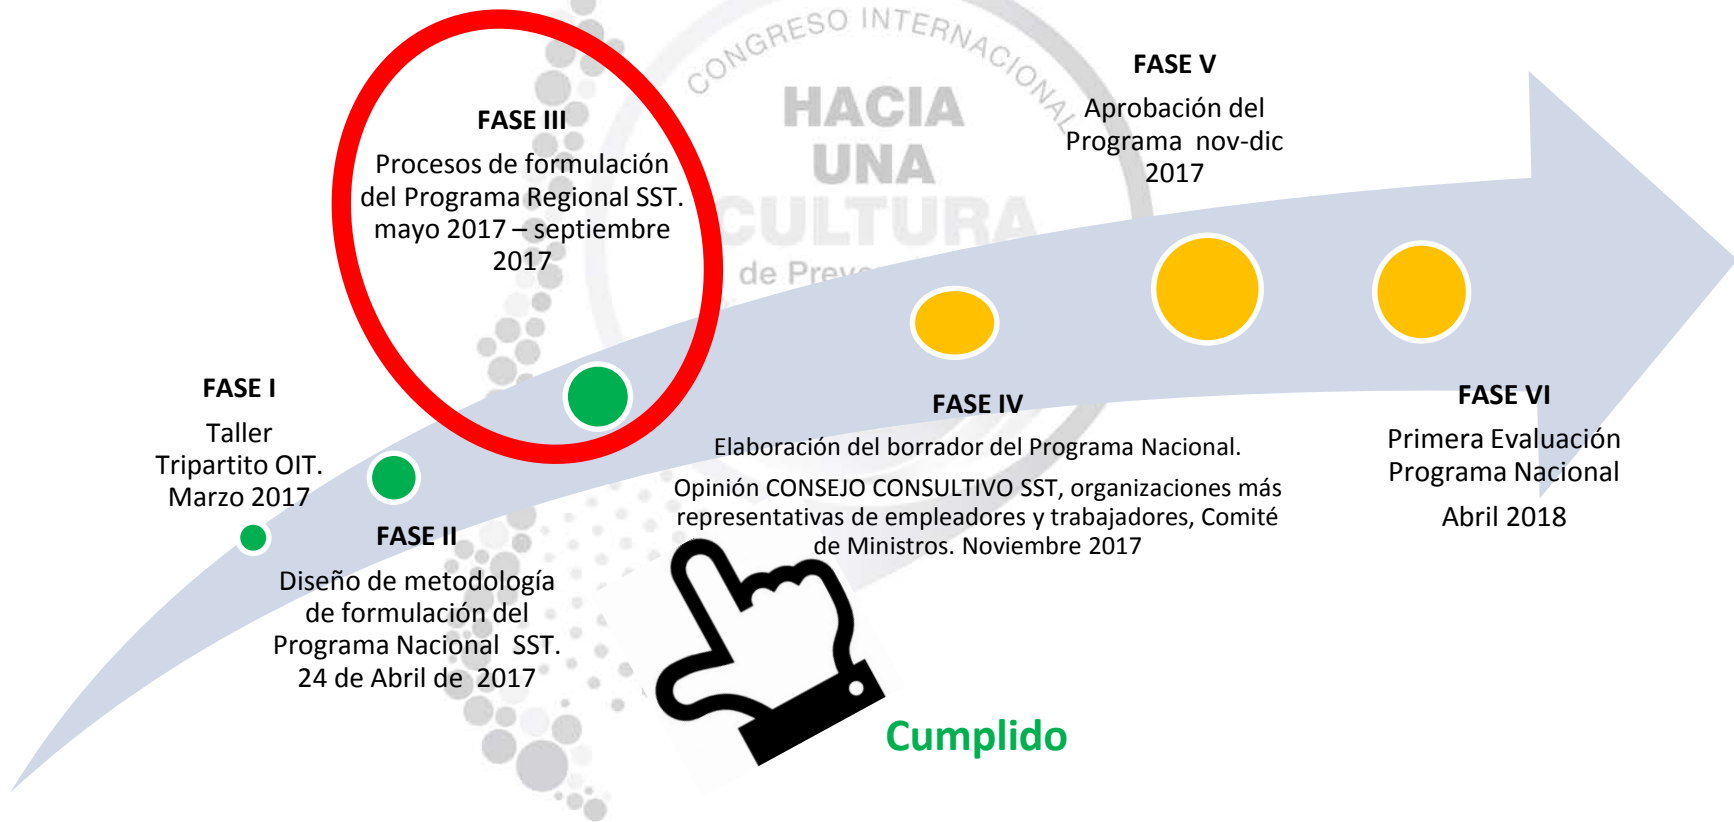 CONGRESO INTERNACIONAL
HACIA
UNA
CULTURA
de
FASE I
Taller
Tripartito OIT.
Marzo 2017
FASE II
Diseño de metodología
de formulación del
Programa Nacional SST.
24 de Abril de 2017
FASE III
Procesos de formulación
del Programa Regional SST.
mayo 2017 – septiembre
2017
FASE IV
Elaboración del borrador del Programa Nacional.
Opinión CONSEJO CONSULTIVO SST, organizaciones más
representativas de empleadores y trabajadores, Comité
de Ministros. Noviembre 2017
FASE V
Aprobación del
Programa nov-dic
2017
FASE VI
Primera Evaluación
Programa Nacional
Abril 2018
Cumplido